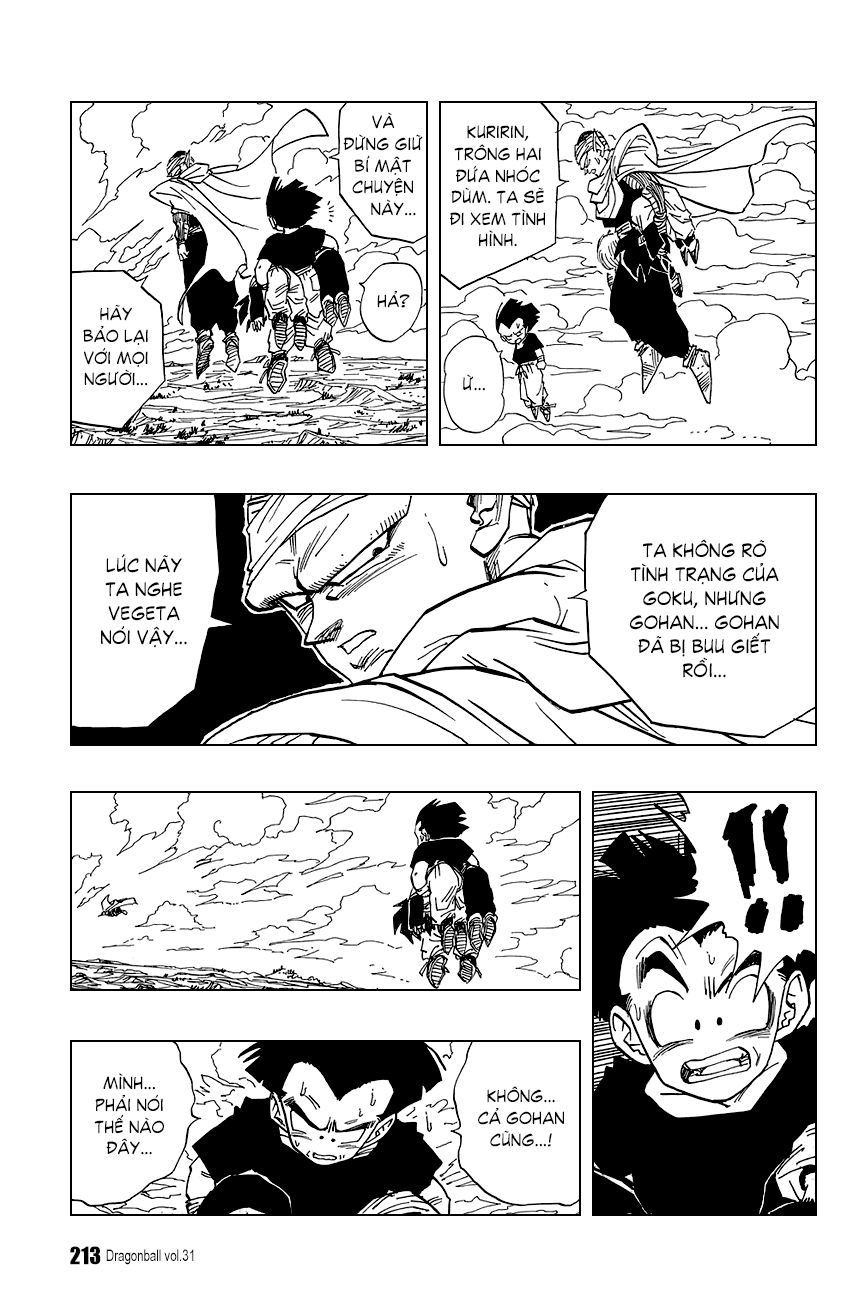 KURIRIN,
TRÔNG HAI
ĐỨA NHÓC
DÙM. TA SẼ
ĐI XEM TÌNH
HÌNH.
Ừ...
VÀ
ĐỪNG GIỮ
BÍ MẬT
CHUYỆN
NÀY...
HẢ?
HÃY
BẢO LẠI
VỚI MỌI
NGƯỜI...
TA KHÔNG RÕ
TÌNH TRẠNG CỦA
GOKU, NHƯNG
GOHAN... GOHAN
ĐÃ BỊ BUU GIẾT
RỒI...
LÚC NÃY
TA NGHE
VEGETA
NÓI VẬY...
!!
KHÔNG...
CẢ GOHAN
CŨNG...!
MÌNH...
PHẢI NÓI
THẾ NÀO
ĐÂY...
213 Dragonball vol.31